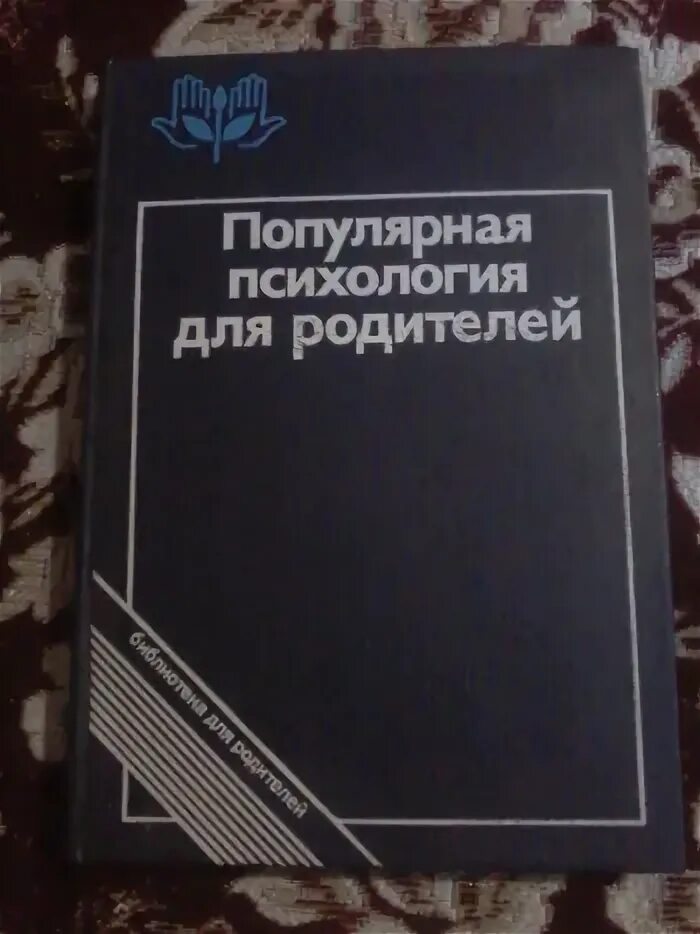 Популярная
психология
для родителей
библиотека для родителей